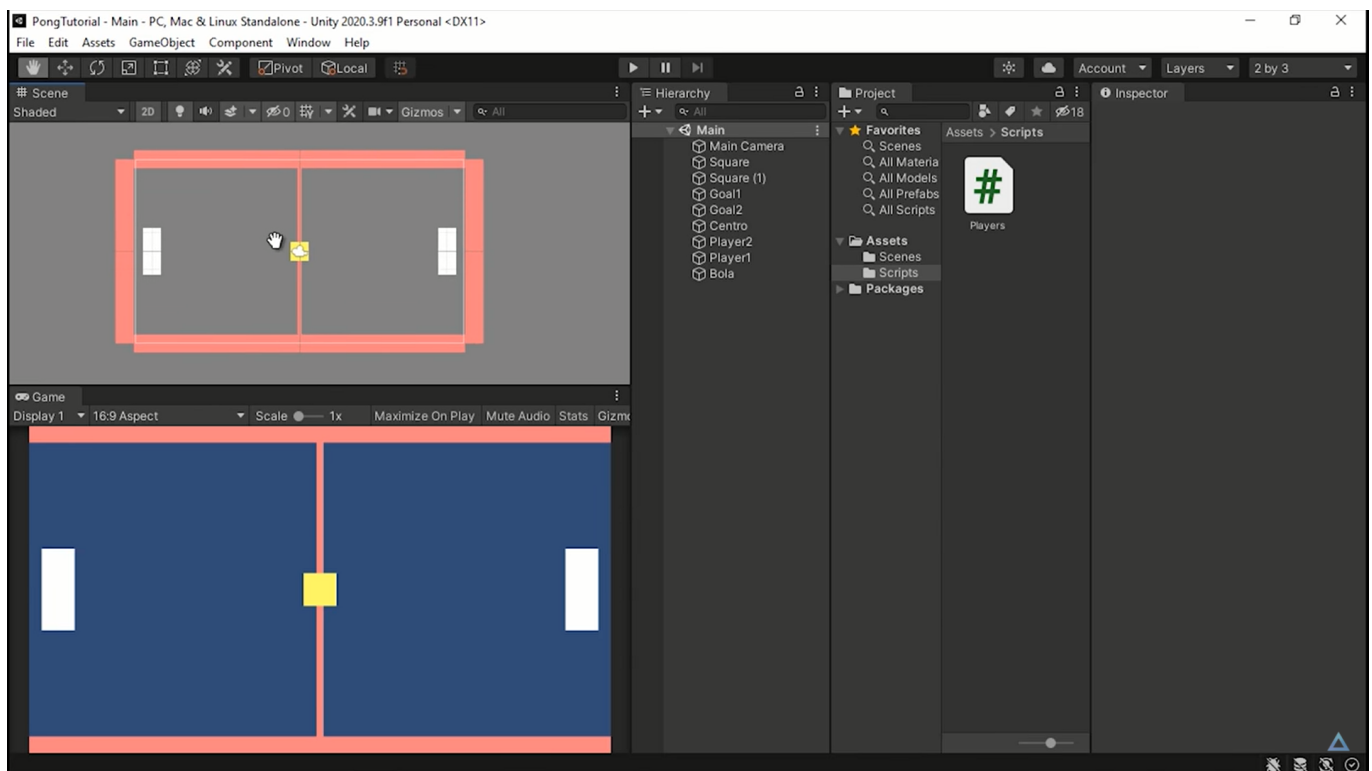 PongTutorial - Main - PC, Mac & Linux Standalone - Unity 2020.3.9f1 Personal <DX11>
File Edit Assets GameObject Component Window Help
Pivot Local Account Layers 2 by 3
Scene
Shaded 2D 0 Gizmos All
Hierarchy
All
Main
Main Camera
Square
Square (1)
Goal1
Goal2
Centro
Player2
Player1
Bola
Project
18
Favorites
Scenes
All Materia
All Models
All Prefabs
All Scripts
Assets
Scenes
Scripts
Packages
Assets > Scripts
#
Players
Inspector
Game
Display 1 16:9 Aspect Scale 1x Maximize On Play Mute Audio Stats Gizmo